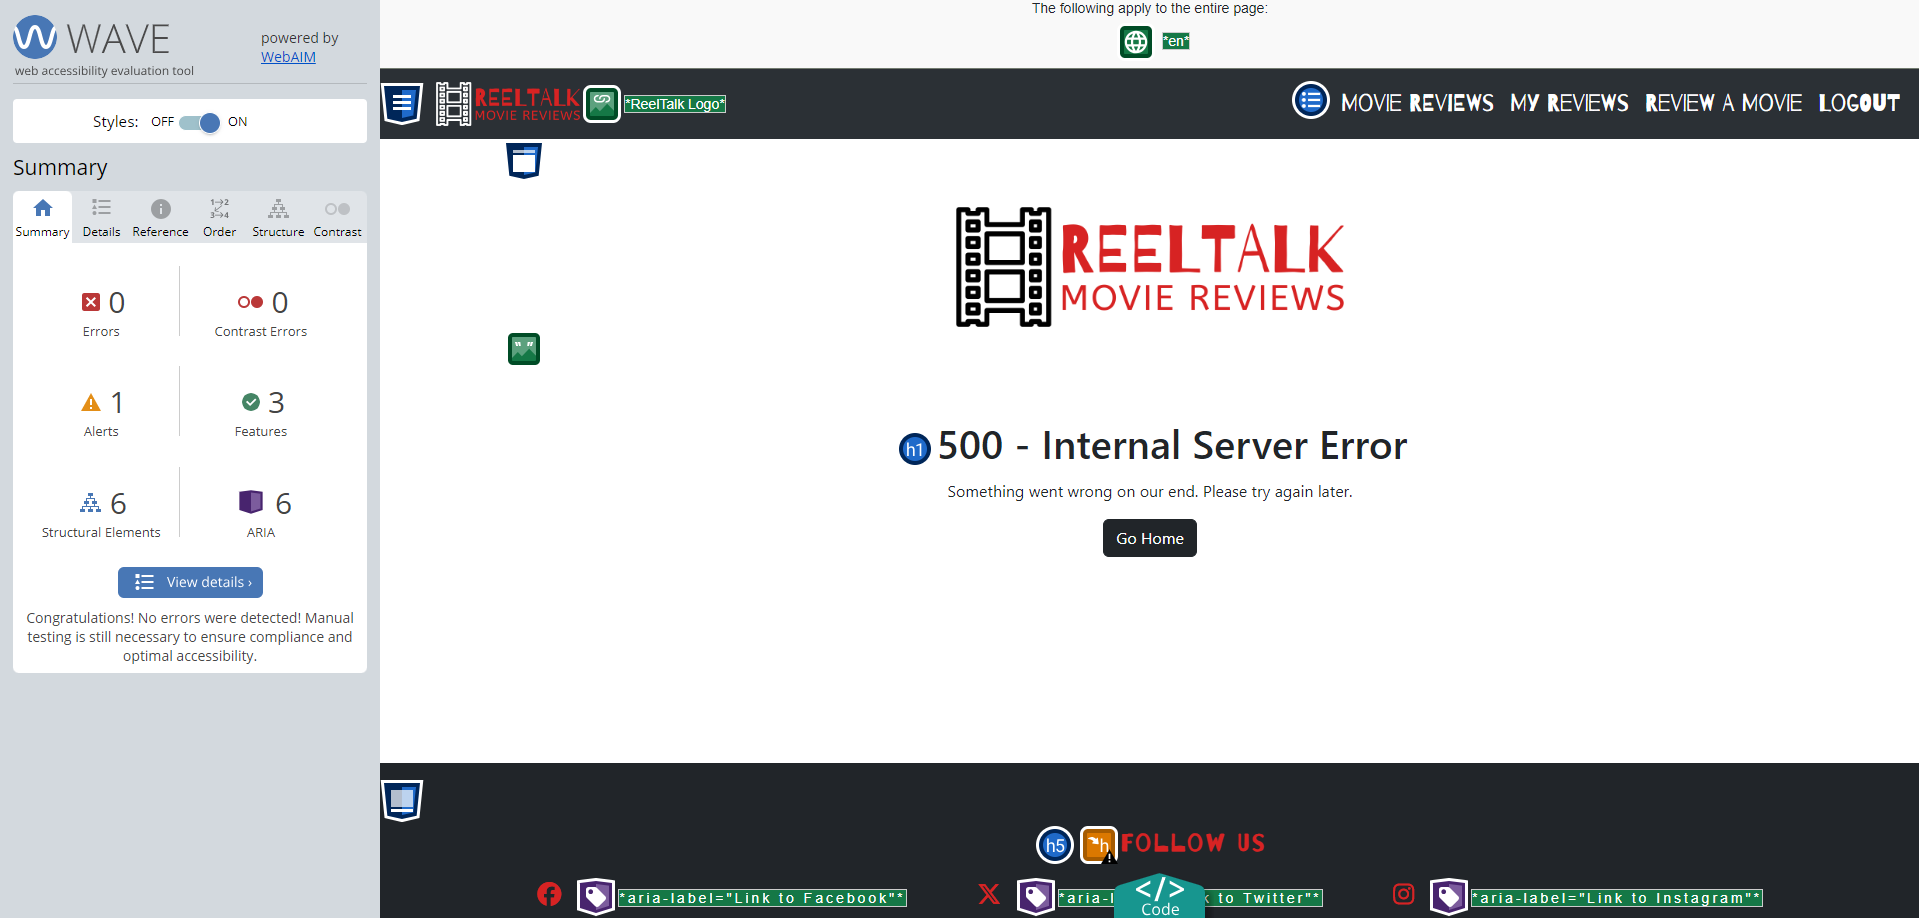 WAVE
powered by
WebAIM
web accessibility evaluation tool
Styles: OFF ON
Summary
1 2
3 4
Summary Details Reference Order Structure Contrast
0 0
Errors Contrast Errors
1 3
Alerts Features
6 6
Structural Elements ARIA
View details ›
Congratulations! No errors were detected! Manual
testing is still necessary to ensure compliance and
optimal accessibility.
The following apply to the entire page:
*en*
REELTALK
MOVIE REVIEWS
*ReelTalk Logo*
MOVIE REVIEWS MY REVIEWS REVIEW A MOVIE LOGOUT
REELTALK
MOVIE REVIEWS
h1 500 - Internal Server Error
Something went wrong on our end. Please try again later.
Go Home
h5 h FOLLOW US
*aria-label="Link to Facebook"* *aria-l k to Twitter"* *aria-label="Link to Instagram"*
</>
Code